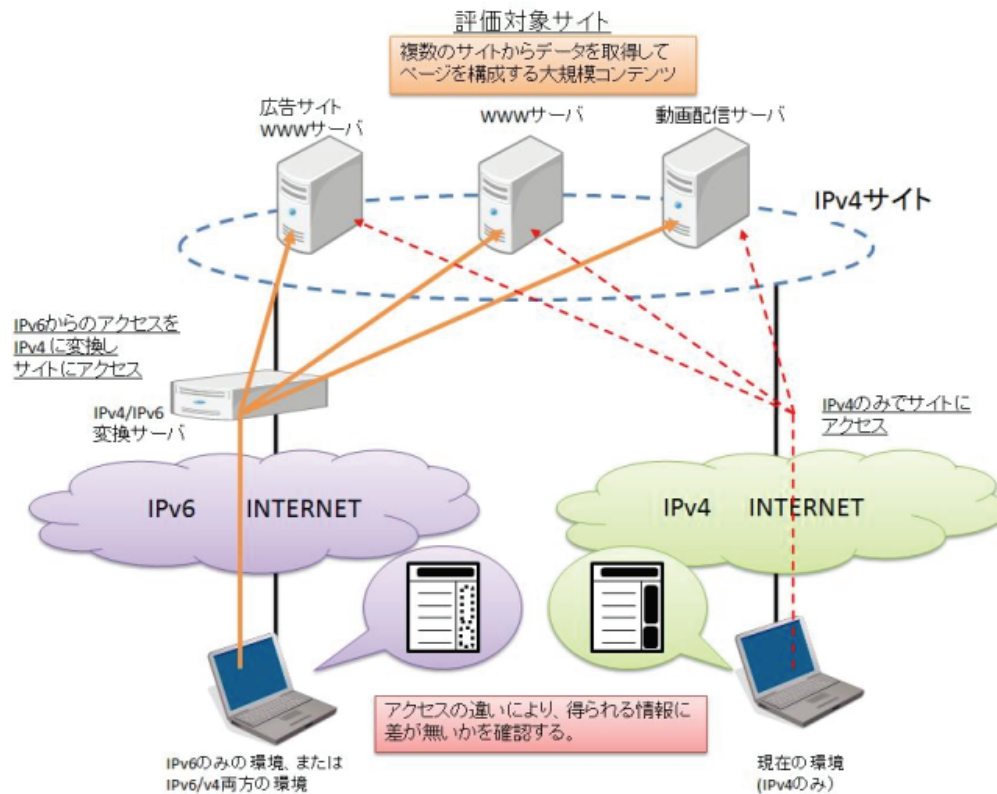 評価対象サイト
複数のサイトからデータを取得して
ページを構成する大規模コンテンツ
広告サイト
WWWサーバ
WWWサーバ
動画配信サーバ
IPv4サイト
IPv6からのアクセスを
IPv4に変換し
サイトにアクセス
IPv4/IPv6
変換サーバ
IPv4のみでサイトに
アクセス
IPv6 INTERNET
IPv4 INTERNET
アクセスの違いにより、得られる情報に
差が無いかを確認する。
IPv6のみの環境、または
IPv6/v4両方の環境
現在の環境
(IPv4のみ)